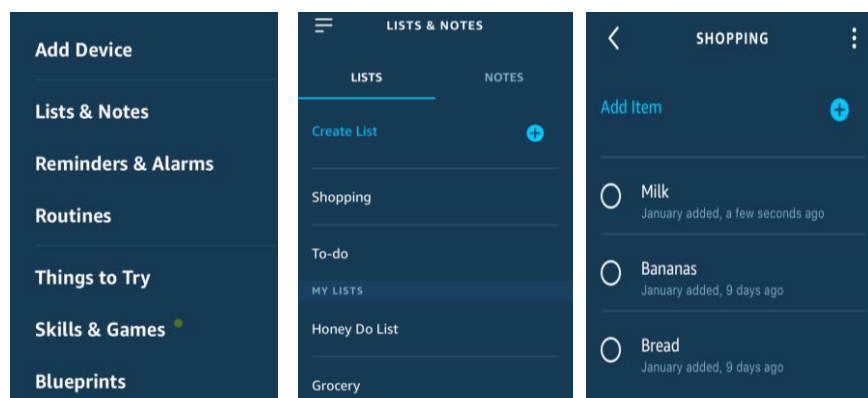 Add Device
Lists & Notes
Reminders & Alarms
Routines
Things to Try
Skills & Games
Blueprints
LISTS & NOTES
LISTS
NOTES
Create List
Shopping
To-do
MY LISTS
Honey Do List
Grocery
SHOPPING
Add Item
Milk
January added, a few seconds ago
Bananas
January added, 9 days ago
Bread
January added, 9 days ago